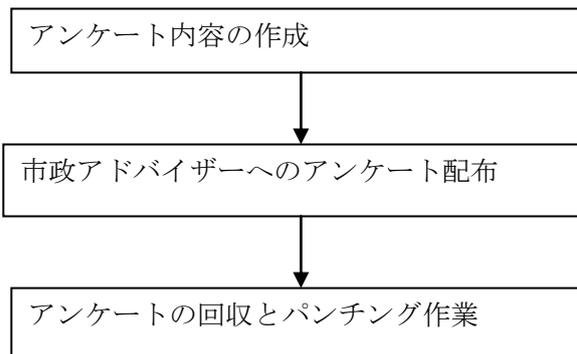 アンケート内容の作成
市政アドバイザーへのアンケート配布
アンケートの回収とパンチング作業